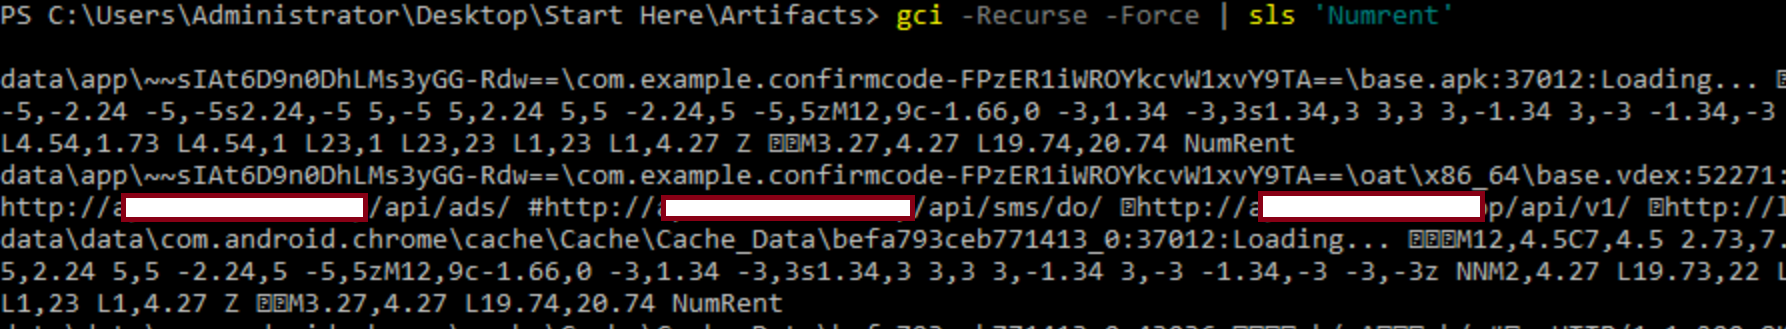 PS C:\Users\Administrator\Desktop\Start Here\Artifacts> gci -Recurse -Force | sls 'Numrent'
data\app\~~sIAt6D9n0DhLMs3yGG-Rdw==\com.example.confirmcode-FPzER1iWROYkcvW1xvY9TA==\base.apk:37012:Loading...
-5,-2.24 -5,-5s2.24,-5 5,-5 5,2.24 5,5 -2.24,5 -5,5zM12,9c-1.66,0 -3,1.34 -3,3s1.34,3 3,3 3,-1.34 3,-3 -1.34,-3
L4.54,1.73 L4.54,1 L23,1 L23,23 L1,23 L1,4.27 Z M3.27,4.27 L19.74,20.74 NumRent
data\app\~~sIAt6D9n0DhLMs3yGG-Rdw==\com.example.confirmcode-FPzER1iWROYkcvW1xvY9TA==\oat\x86_64\base.vdex:52271:
http://a /api/ads/ #http:// /api/sms/do/ http://a p/api/v1/ http://l
data\data\com.android.chrome\cache\Cache\Cache_Data\befa793ceb771413_0:37012:Loading... M12,4.5C7,4.5 2.73,7.
5,2.24 5,5 -2.24,5 -5,5zM12,9c-1.66,0 -3,1.34 -3,3s1.34,3 3,3 3,-1.34 3,-3 -1.34,-3 -3,-3z NNM2,4.27 L19.73,22 L
L1,23 L1,4.27 Z M3.27,4.27 L19.74,20.74 NumRent